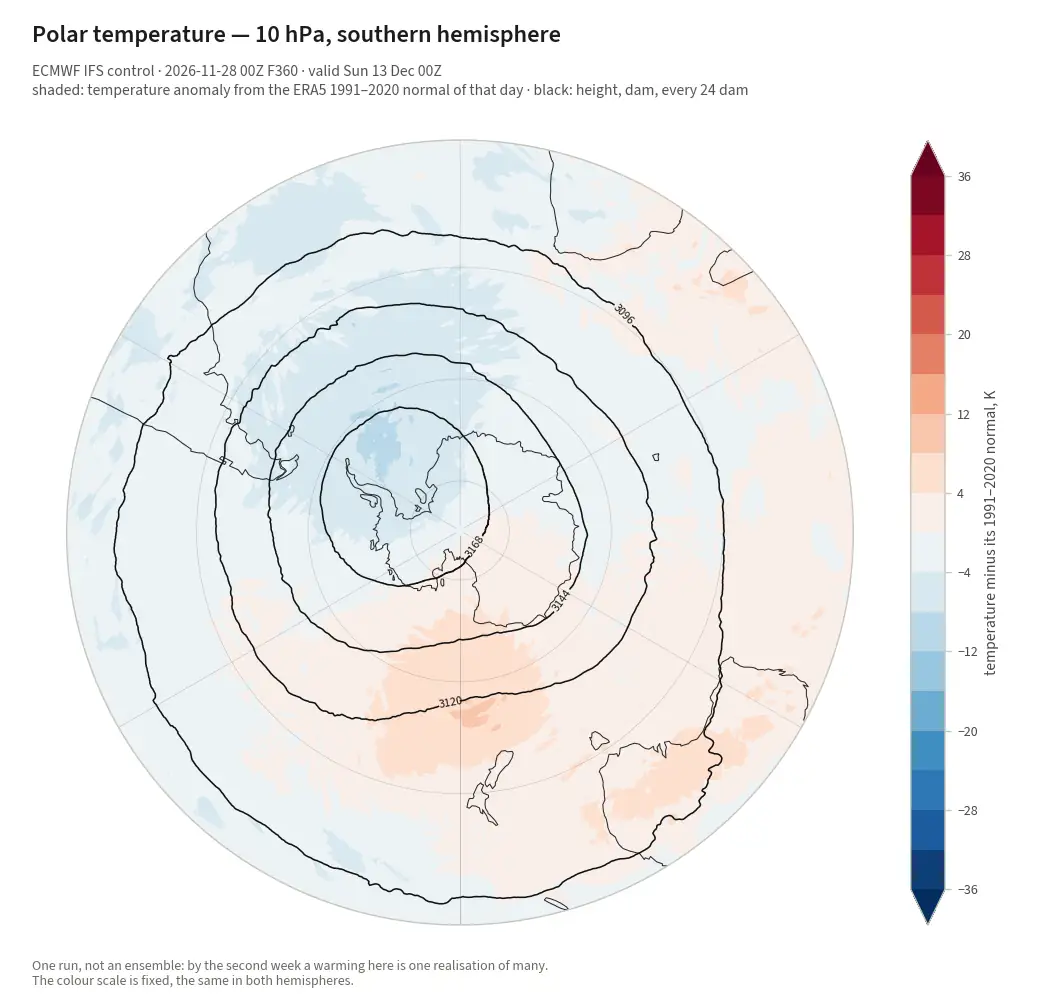 Polar temperature — 10 hPa, southern hemisphere
ECMWF IFS control · 2026-11-28 00Z F360 · valid Sun 13 Dec 00Z
shaded: temperature anomaly from the ERA5 1991–2020 normal of that day · black: height, dam, every 24 dam
36
28
20
12
4
−4
−12
−20
−28
−36
temperature minus its 1991–2020 normal, K
3096
3168
3144
3120
One run, not an ensemble: by the second week a warming here is one realisation of many.
The colour scale is fixed, the same in both hemispheres.